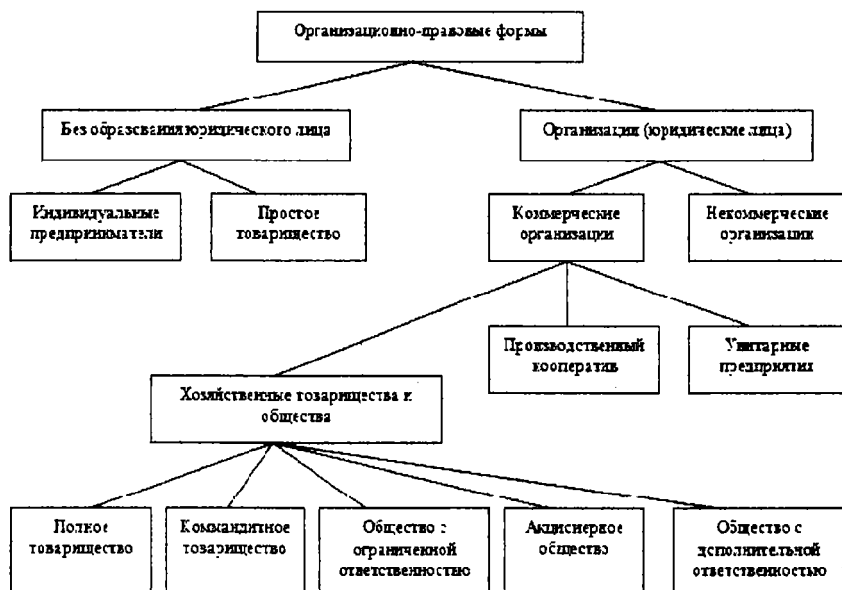 Организационно-правовые формы
Без образования юридического лица
Организации (юридические лица)
Индивидуальные
предприниматели
Простое
товарищество
Коммерческие
организации
Некоммерческие
организации
Производственный
кооператив
Унитарные
предприятия
Хозяйственные товарищества и
общества
Полное
товарищество
Коммандитное
товарищество
Общество с
ограниченной
ответственностью
Акционерное
общество
Общество с
дополнительной
ответственностью